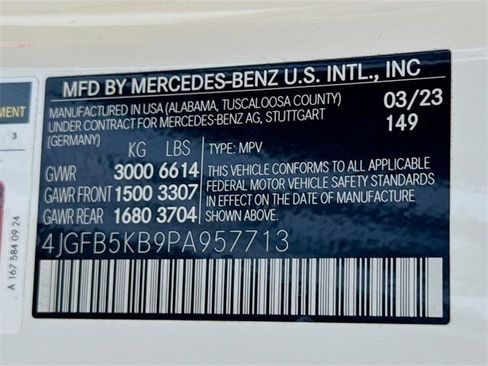 MFD BY MERCEDES-BENZ U.S. INTL., INC
MANUFACTURED IN USA (ALABAMA, TUSCALOOSA COUNTY)
UNDER CONTRACT FOR MERCEDES-BENZ AG, STUTTGART
(GERMANY)
03/23
149
KG LBS
GVWR 3000 6614
GAWR FRONT 1500 3307
GAWR REAR 1680 3704
TYPE: MPV
THIS VEHICLE CONFORMS TO ALL APPLICABLE
FEDERAL MOTOR VEHICLE SAFETY STANDARDS
IN EFFECT ON THE DATE OF MANUFACTURE
SHOWN ABOVE.
4JGFB5KB9PA957713
MENT
3
A 167 584 09 24